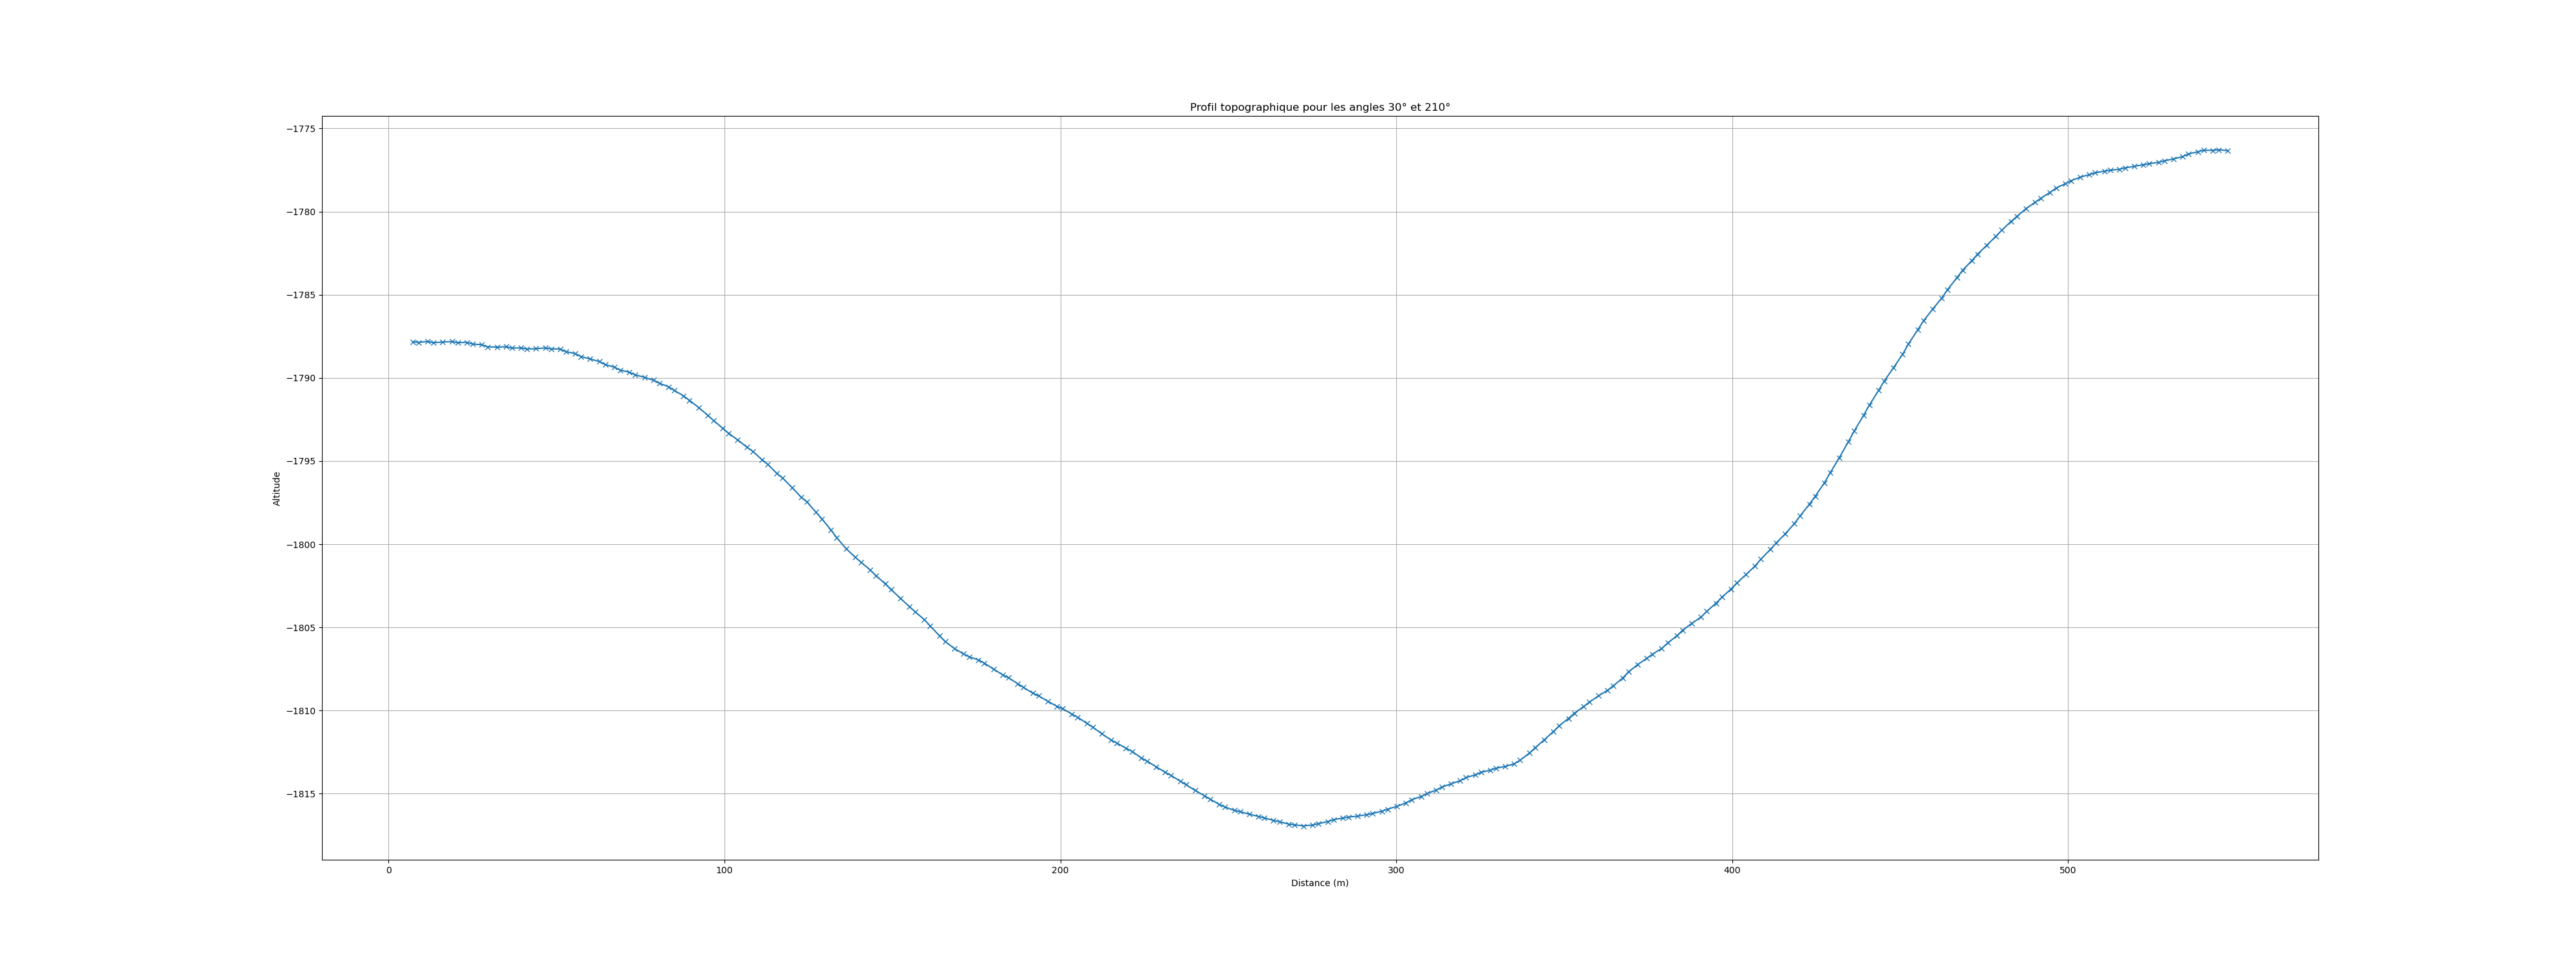 Profil topographique pour les angles 30° et 210°
−1775
−1780
−1785
−1790
−1795
−1800
−1805
−1810
−1815
Altitude
0 100 200 300 400 500
Distance (m)